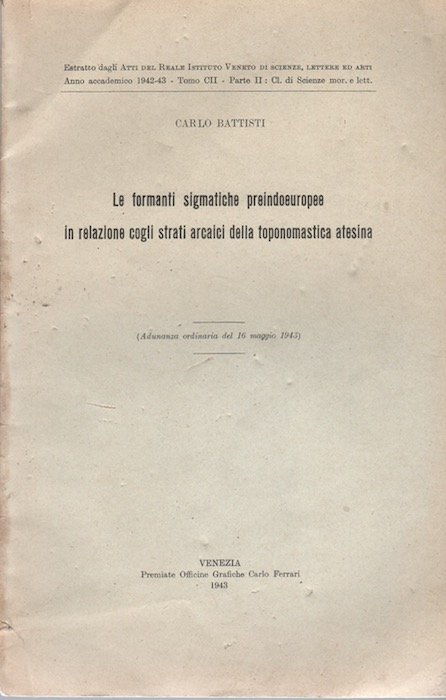 Estratto dagli ATTI DEL REALE ISTITUTO VENETO DI SCIENZE, LETTERE ED ARTI
Anno accademico 1942-43 - Tomo CII - Parte II : Cl. di Scienze mor. e lett.
CARLO BATTISTI
Le formanti sigmatiche preindoeuropee
in relazione cogli strati arcaici della toponomastica atesina
(Adunanza ordinaria del 16 maggio 1943)
VENEZIA
Premiate Officine Grafiche Carlo Ferrari
1943